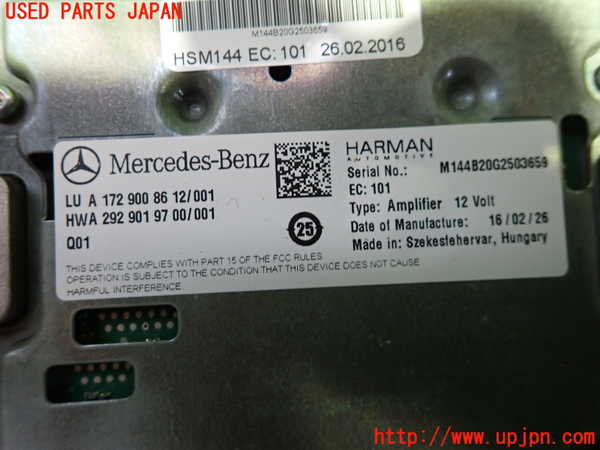 USED PARTS JAPAN
M144B20G2503659
HSM144 EC: 101 26.02.2016
Mercedes-Benz
LU A 172 900 86 12/001
HWA 292 901 97 00/001
Q01
25
HARMAN
AUTOMOTIVE
Serial No.: M144B20G2503659
EC: 101
Type: Amplifier 12 Volt
Date of Manufacture: 16/02/26
Made in: Szekesfehervar, Hungary
THIS DEVICE COMPLIES WITH PART 15 OF THE FCC RULES
OPERATION IS SUBJECT TO THE CONDITION THAT THIS DEVICE DOES NOT CAUSE
HARMFUL INTERFERENCE
http://www.upjpn.com/